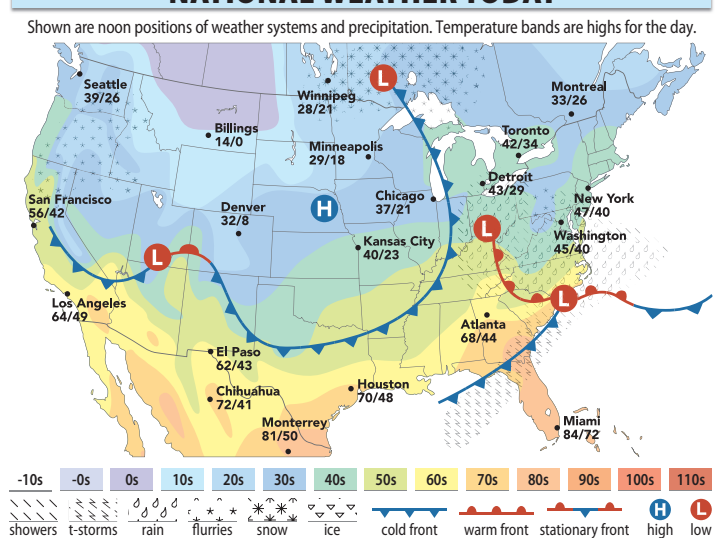 NATIONAL WEATHER TODAY
Shown are noon positions of weather systems and precipitation. Temperature bands are highs for the day.
Seattle
39/26
Winnipeg
28/21
L
Montreal
33/26
Billings
14/0
Toronto
42/34
Minneapolis
29/18
Detroit
43/29
San Francisco
56/42
Denver
32/8
H
Chicago
37/21
New York
47/40
Kansas City
40/23
L
Washington
45/40
L
Los Angeles
64/49
L
Atlanta
68/44
El Paso
62/43
Chihuahua
72/41
Houston
70/48
Monterrey
81/50
Miami
84/72
-10s -0s 0s 10s 20s 30s 40s 50s 60s 70s 80s 90s 100s 110s
H L
showers t-storms rain flurries snow ice cold front warm front stationary front high low